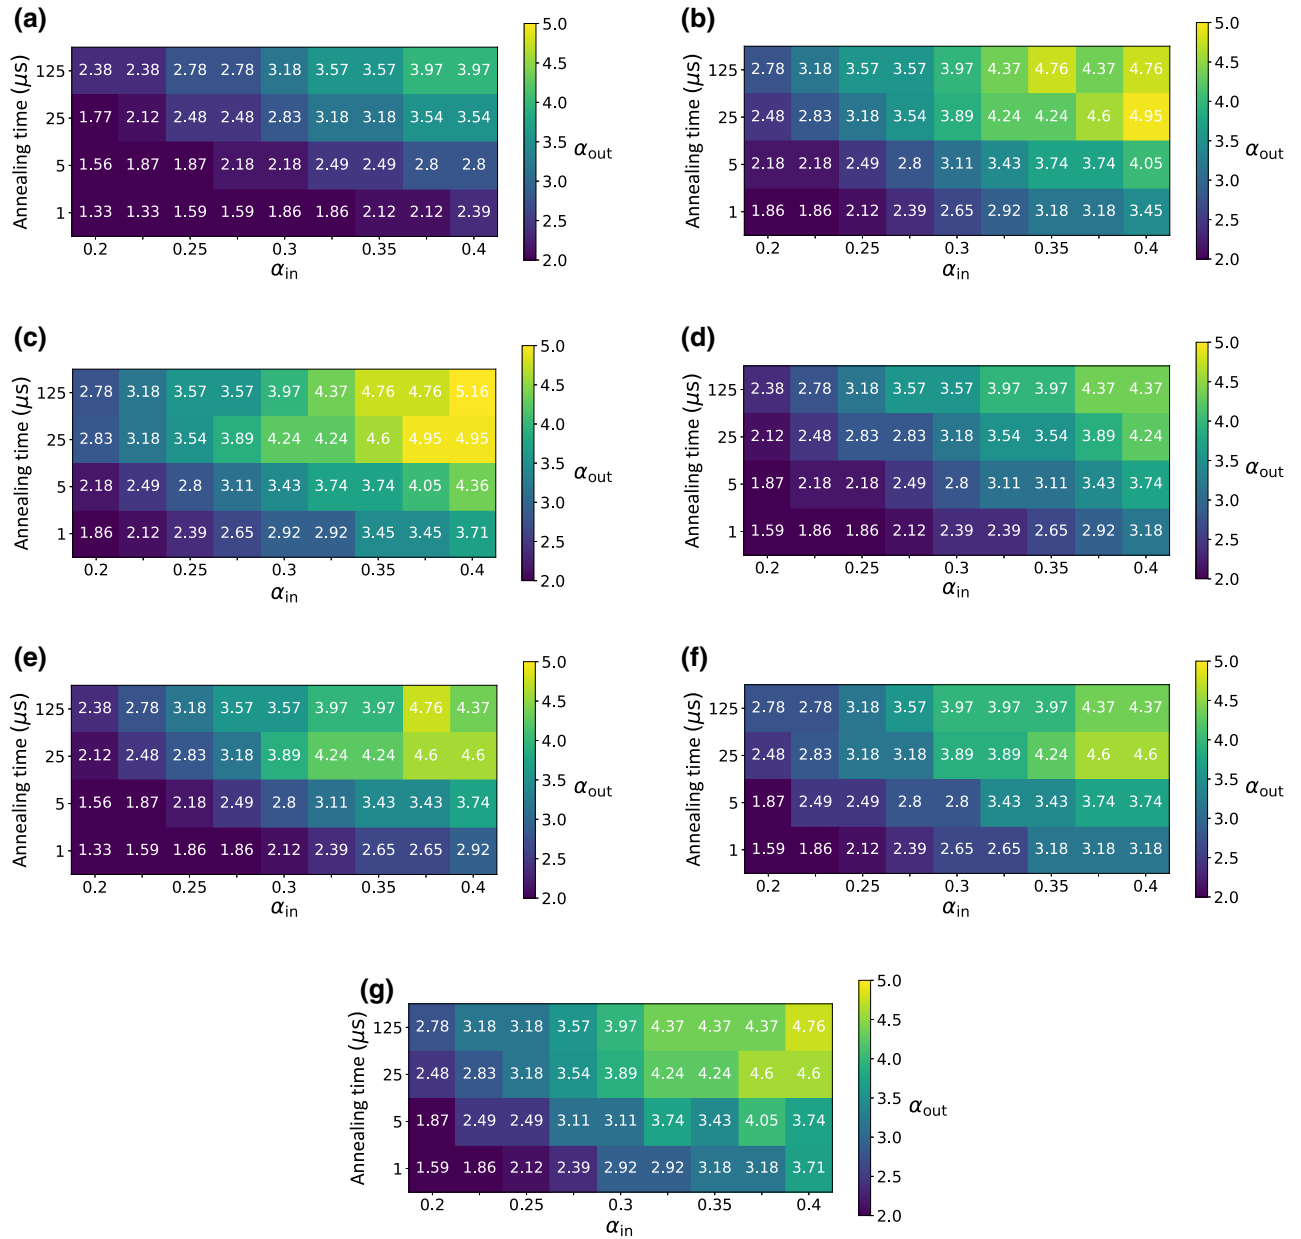 (a)
Annealing time (μs)
125 2.38 2.38 2.78 2.78 3.18 3.57 3.57 3.97 3.97
25 1.77 2.12 2.48 2.48 2.83 3.18 3.18 3.54 3.54
5 1.56 1.87 1.87 2.18 2.18 2.49 2.49 2.8 2.8
1 1.33 1.33 1.59 1.59 1.86 1.86 2.12 2.12 2.39
0.2 0.25 0.3 0.35 0.4
α_in
5.0
4.5
4.0
3.5
3.0
2.5
2.0
α_out
(b)
Annealing time (μs)
125 2.78 3.18 3.57 3.57 3.97 4.37 4.76 4.37 4.76
25 2.48 2.83 3.18 3.54 3.89 4.24 4.24 4.6 4.95
5 2.18 2.18 2.49 2.8 3.11 3.43 3.74 3.74 4.05
1 1.86 1.86 2.12 2.39 2.65 2.92 3.18 3.18 3.45
0.2 0.25 0.3 0.35 0.4
α_in
5.0
4.5
4.0
3.5
3.0
2.5
2.0
α_out
(c)
Annealing time (μs)
125 2.78 3.18 3.57 3.57 3.97 4.37 4.76 4.76 5.16
25 2.83 3.18 3.54 3.89 4.24 4.24 4.6 4.95 4.95
5 2.18 2.49 2.8 3.11 3.43 3.74 3.74 4.05 4.36
1 1.86 2.12 2.39 2.65 2.92 2.92 3.45 3.45 3.71
0.2 0.25 0.3 0.35 0.4
α_in
5.0
4.5
4.0
3.5
3.0
2.5
2.0
α_out
(d)
Annealing time (μs)
125 2.38 2.78 3.18 3.57 3.57 3.97 3.97 4.37 4.37
25 2.12 2.48 2.83 2.83 3.18 3.54 3.54 3.89 4.24
5 1.87 2.18 2.18 2.49 2.8 3.11 3.11 3.43 3.74
1 1.59 1.86 1.86 2.12 2.39 2.39 2.65 2.92 3.18
0.2 0.25 0.3 0.35 0.4
α_in
5.0
4.5
4.0
3.5
3.0
2.5
2.0
α_out
(e)
Annealing time (μs)
125 2.38 2.78 3.18 3.57 3.57 3.97 3.97 4.76 4.37
25 2.12 2.48 2.83 3.18 3.89 4.24 4.24 4.6 4.6
5 1.56 1.87 2.18 2.49 2.8 3.11 3.43 3.43 3.74
1 1.33 1.59 1.86 1.86 2.12 2.39 2.65 2.65 2.92
0.2 0.25 0.3 0.35 0.4
α_in
5.0
4.5
4.0
3.5
3.0
2.5
2.0
α_out
(f)
Annealing time (μs)
125 2.78 2.78 3.18 3.57 3.97 3.97 3.97 4.37 4.37
25 2.48 2.83 3.18 3.18 3.89 3.89 4.24 4.6 4.6
5 1.87 2.49 2.49 2.8 2.8 3.43 3.43 3.74 3.74
1 1.59 1.86 2.12 2.39 2.65 2.65 3.18 3.18 3.18
0.2 0.25 0.3 0.35 0.4
α_in
5.0
4.5
4.0
3.5
3.0
2.5
2.0
α_out
(g)
Annealing time (μs)
125 2.78 3.18 3.18 3.57 3.97 4.37 4.37 4.37 4.76
25 2.48 2.83 3.18 3.54 3.89 4.24 4.24 4.6 4.6
5 1.87 2.49 2.49 3.11 3.11 3.74 3.43 4.05 3.74
1 1.59 1.86 2.12 2.39 2.92 2.92 3.18 3.18 3.71
0.2 0.25 0.3 0.35 0.4
α_in
5.0
4.5
4.0
3.5
3.0
2.5
2.0
α_out